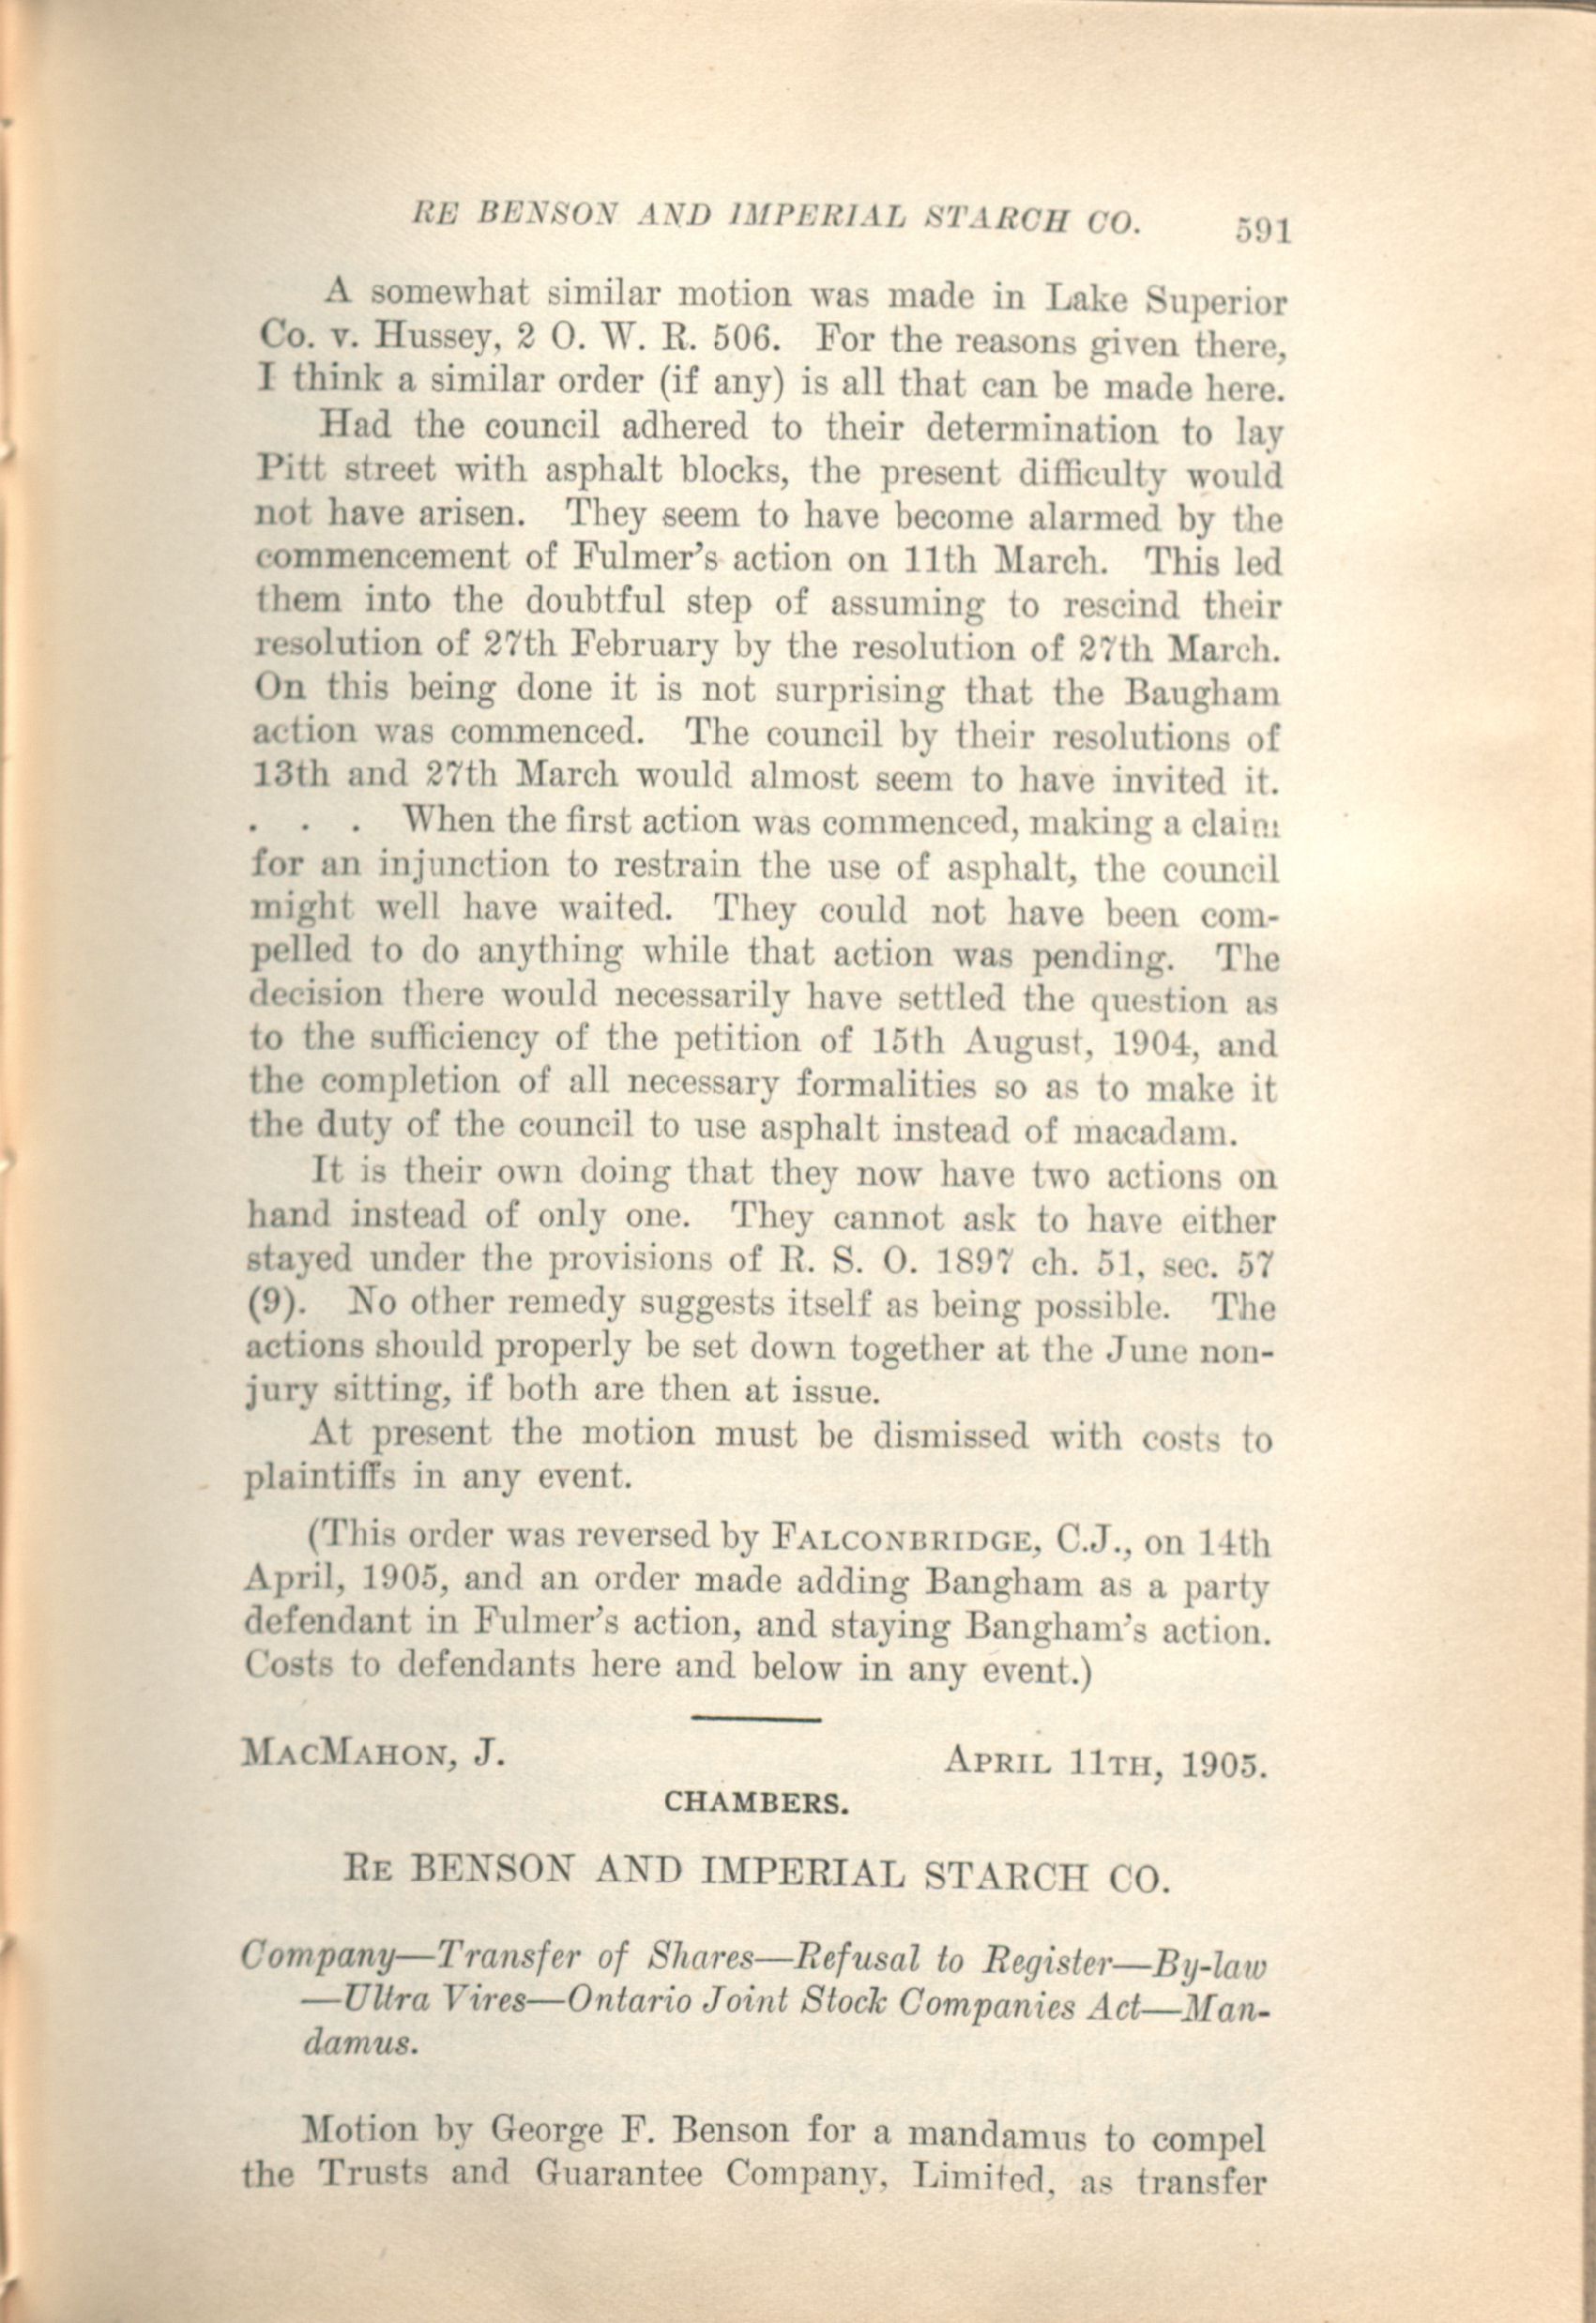 RE BENSON AND IMPERIAL STARCH CO. 591
A somewhat similar motion was made in Lake Superior
Co. v. Hussey, 2 O. W. R. 506. For the reasons given there,
I think a similar order (if any) is all that can be made here.
Had the council adhered to their determination to lay
Pitt street with asphalt blocks, the present difficulty would
not have arisen. They seem to have become alarmed by the
commencement of Fulmer's action on 11th March. This led
them into the doubtful step of assuming to rescind their
resolution of 27th February by the resolution of 27th March.
On this being done it is not surprising that the Baugham
action was commenced. The council by their resolutions of
13th and 27th March would almost seem to have invited it.
. . . When the first action was commenced, making a claim
for an injunction to restrain the use of asphalt, the council
might well have waited. They could not have been com-
pelled to do anything while that action was pending. The
decision there would necessarily have settled the question as
to the sufficiency of the petition of 15th August, 1904, and
the completion of all necessary formalities so as to make it
the duty of the council to use asphalt instead of macadam.
It is their own doing that they now have two actions on
hand instead of only one. They cannot ask to have either
stayed under the provisions of R. S. O. 1897 ch. 51, sec. 57
(9). No other remedy suggests itself as being possible. The
actions should properly be set down together at the June non-
jury sitting, if both are then at issue.
At present the motion must be dismissed with costs to
plaintiffs in any event.
(This order was reversed by FALCONBRIDGE, C.J., on 14th
April, 1905, and an order made adding Bangham as a party
defendant in Fulmer's action, and staying Bangham's action.
Costs to defendants here and below in any event.)
MACMAHON, J. APRIL 11TH, 1905.
CHAMBERS.
RE BENSON AND IMPERIAL STARCH CO.
Company—Transfer of Shares—Refusal to Register—By-law
—Ultra Vires—Ontario Joint Stock Companies Act—Man-
damus.
Motion by George F. Benson for a mandamus to compel
the Trusts and Guarantee Company, Limited, as transfer